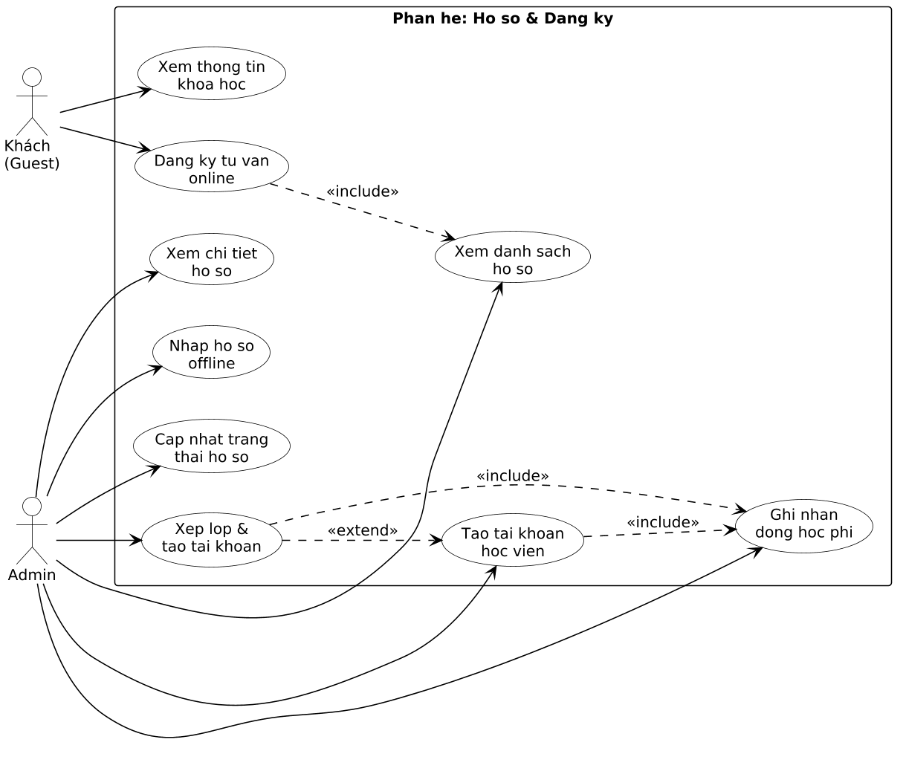 Phan he: Ho so & Dang ky
Xem thong tin
khoa hoc
Khách
(Guest)
Dang ky tu van
online
«include»
Xem chi tiet
ho so
Xem danh sach
ho so
Nhap ho so
offline
Cap nhat trang
thai ho so
«include»
Admin
Xep lop &
tao tai khoan
«extend»
Tao tai khoan
hoc vien
«include»
Ghi nhan
dong hoc phi